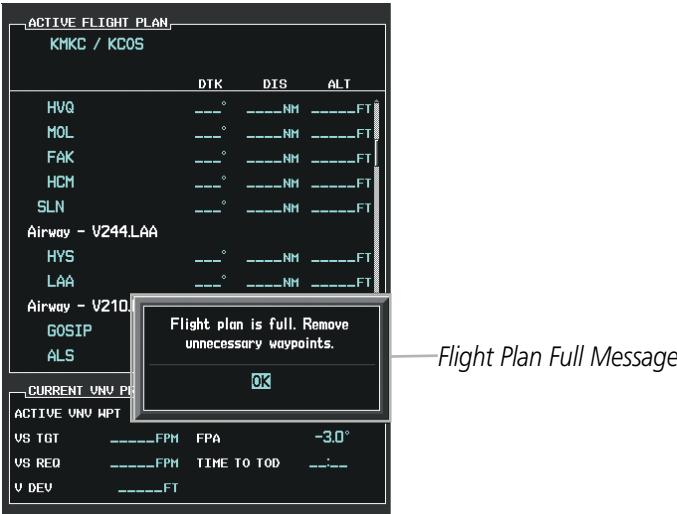 ACTIVE FLIGHT PLAN
KMKC / KCOS
DTK DIS ALT
HVQ ___° ____NM _____FT
MOL ___° ____NM _____FT
FAK ___° ____NM _____FT
HCM ___° ____NM _____FT
SLN ___° ____NM _____FT
Airway - V244.LAA
HYS ___° ____NM _____FT
LAA ___° ____NM _____FT
Airway - V210.
GOSIP
ALS
Flight plan is full. Remove
unnecessary waypoints.
OK
Flight Plan Full Message
CURRENT VNV PR
ACTIVE VNV WPT
VS TGT _____FPM FPA -3.0°
VS REQ _____FPM TIME TO TOD __:__
V DEV _____FT